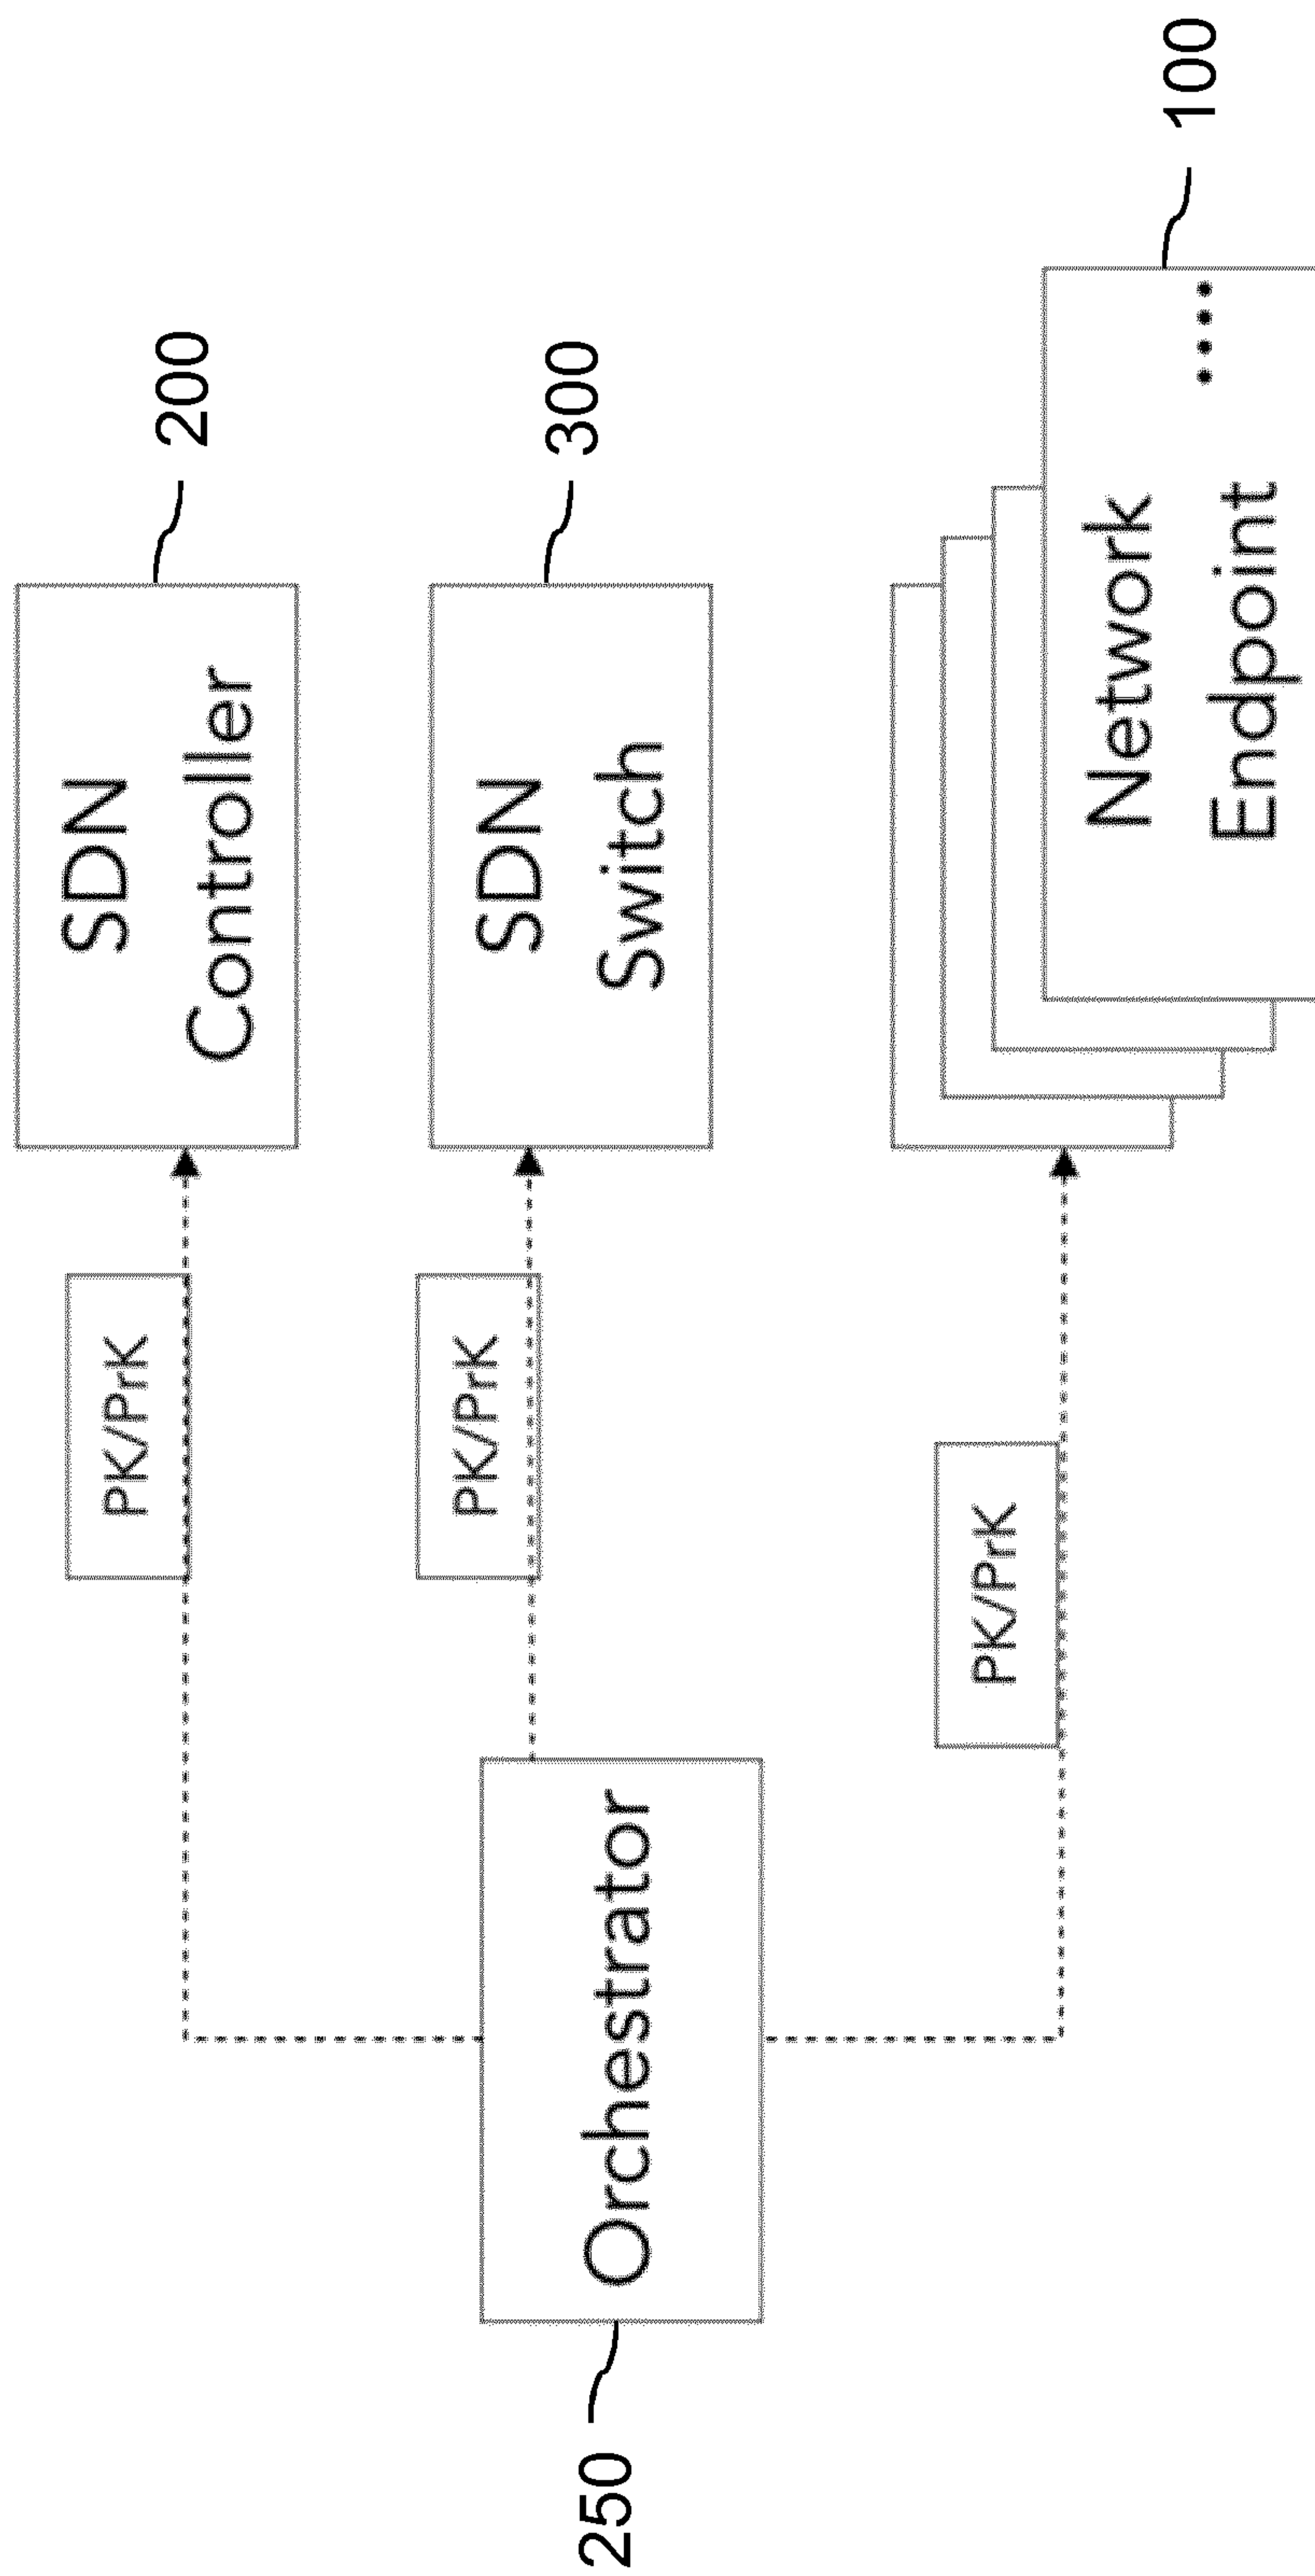 200
SDN
Controller
PK/PrK
300
SDN
Switch
PK/PrK
250
Orchestrator
PK/PrK
100
Network
Endpoint